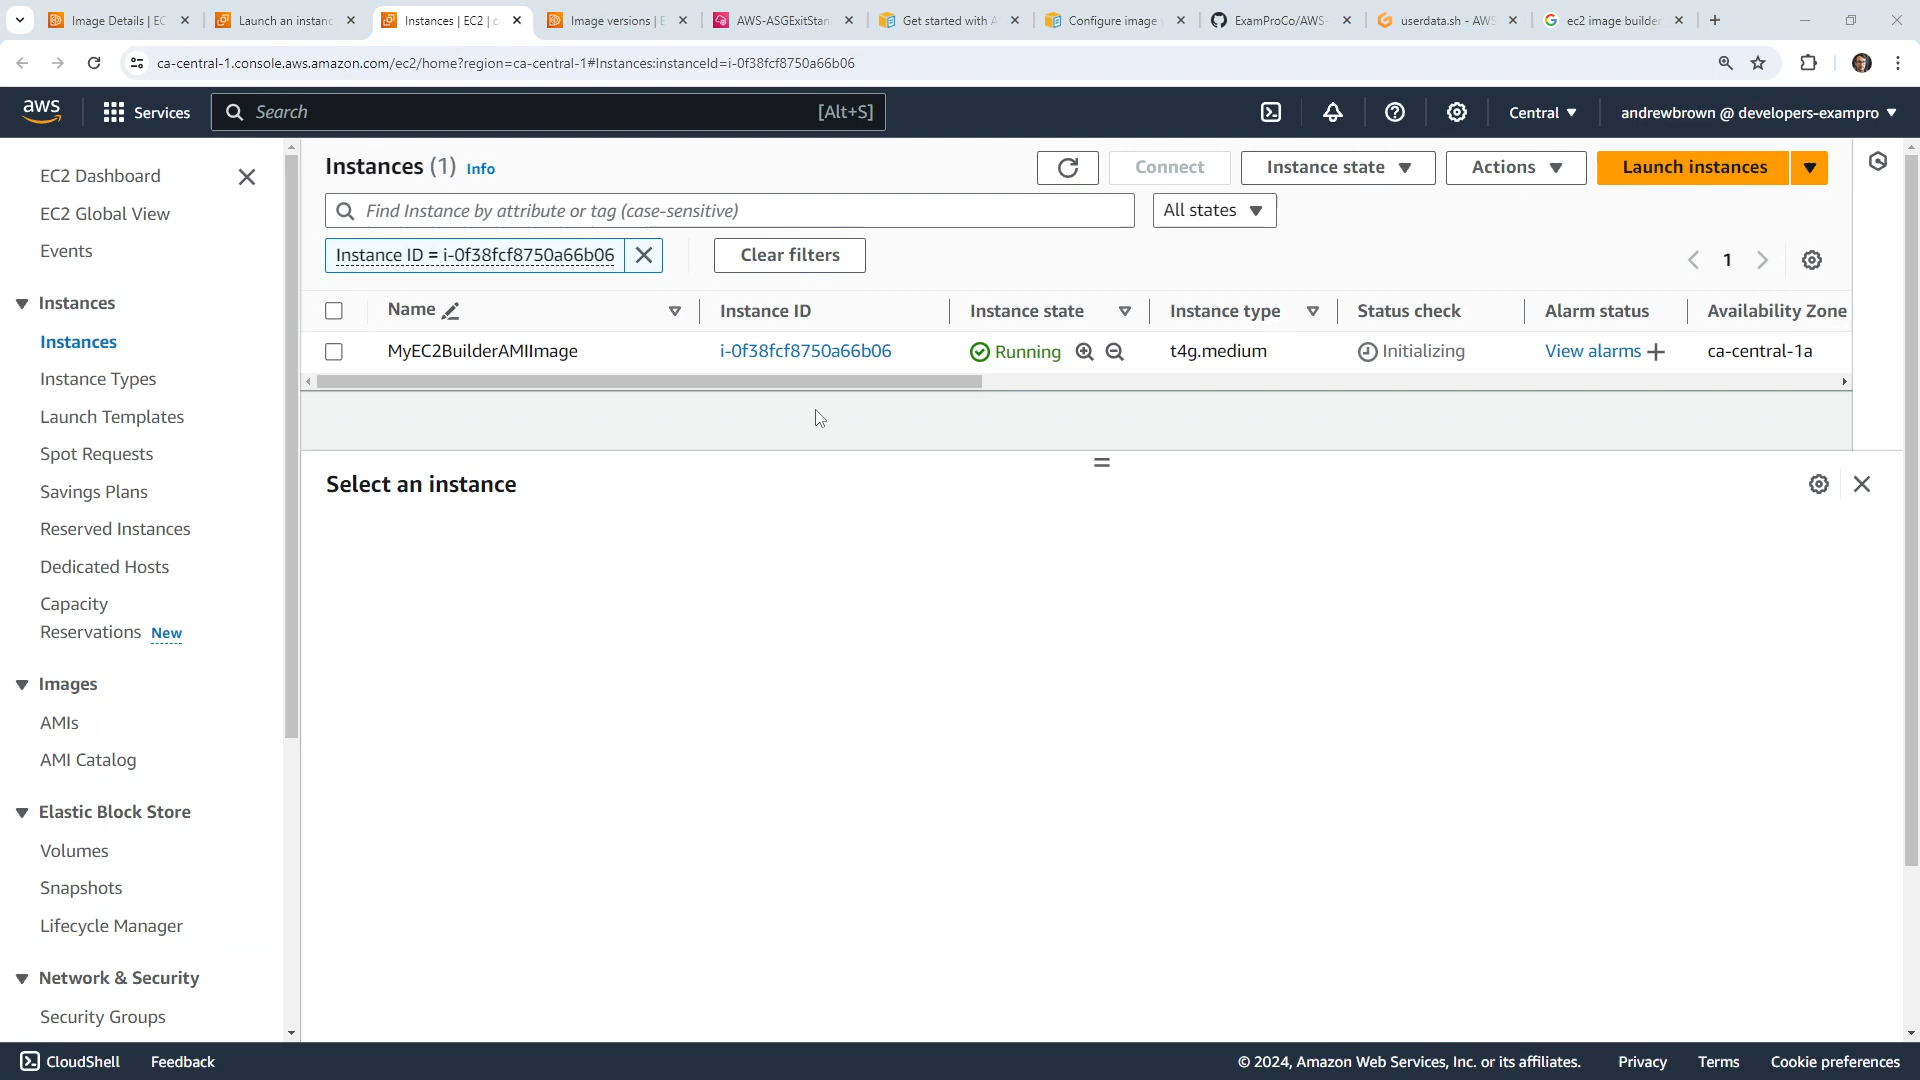 Image Details | EC
Launch an instanc
Instances | EC2 | c
Image versions | E
AWS-ASGExitStan
Get started with A
Configure image
ExamProCo/AWS-
userdata.sh - AWS
ec2 image builde
ca-central-1.console.aws.amazon.com/ec2/home?region=ca-central-1#Instances:instanceId=i-0f38fcf8750a66b06
aws
Services
Search
[Alt+S]
Central
andrewbrown @ developers-exampro
EC2 Dashboard
EC2 Global View
Events
Instances
Instances
Instance Types
Launch Templates
Spot Requests
Savings Plans
Reserved Instances
Dedicated Hosts
Capacity
Reservations New
Images
AMIs
AMI Catalog
Elastic Block Store
Volumes
Snapshots
Lifecycle Manager
Network & Security
Security Groups
Instances (1) Info
Connect
Instance state
Actions
Launch instances
Find Instance by attribute or tag (case-sensitive)
All states
Instance ID = i-0f38fcf8750a66b06
Clear filters
1
Name
Instance ID
Instance state
Instance type
Status check
Alarm status
Availability Zone
MyEC2BuilderAMIImage
i-0f38fcf8750a66b06
Running
t4g.medium
Initializing
View alarms
ca-central-1a
Select an instance
CloudShell
Feedback
© 2024, Amazon Web Services, Inc. or its affiliates.
Privacy
Terms
Cookie preferences